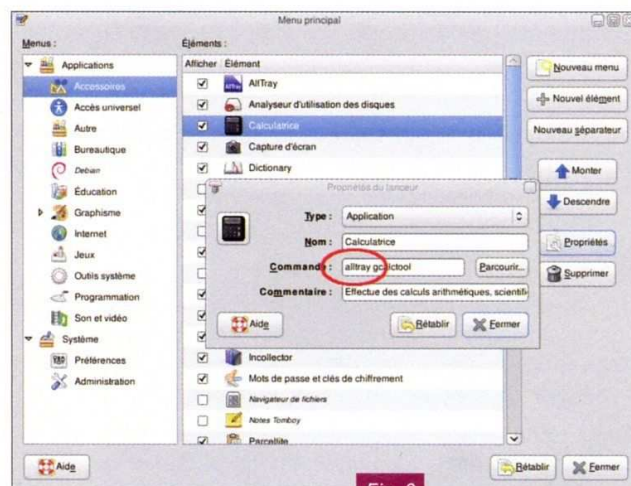 Menu principal
Menus :
Éléments :
Applications
Accessoires
Accès universel
Autre
Bureautique
Debian
Éducation
Graphisme
Internet
Jeux
Outils système
Programmation
Son et vidéo
Système
Préférences
Administration
Afficher Élément
AllTray
Analyseur d'utilisation des disques
Calculatrice
Capture d'écran
Dictionary
Propriétés du lanceur
Type : Application
Nom : Calculatrice
Commande : alltray gcalctool Parcourir...
Commentaire : Effectue des calculs arithmétiques, scientifi
Aide Rétablir Fermer
Incollector
Mots de passe et clés de chiffrement
Navigateur de fichiers
Notes Tomboy
Parcellite
Nouveau menu
Nouvel élément
Nouveau séparateur
Monter
Descendre
Propriétés
Supprimer
Aide
Rétablir Fermer